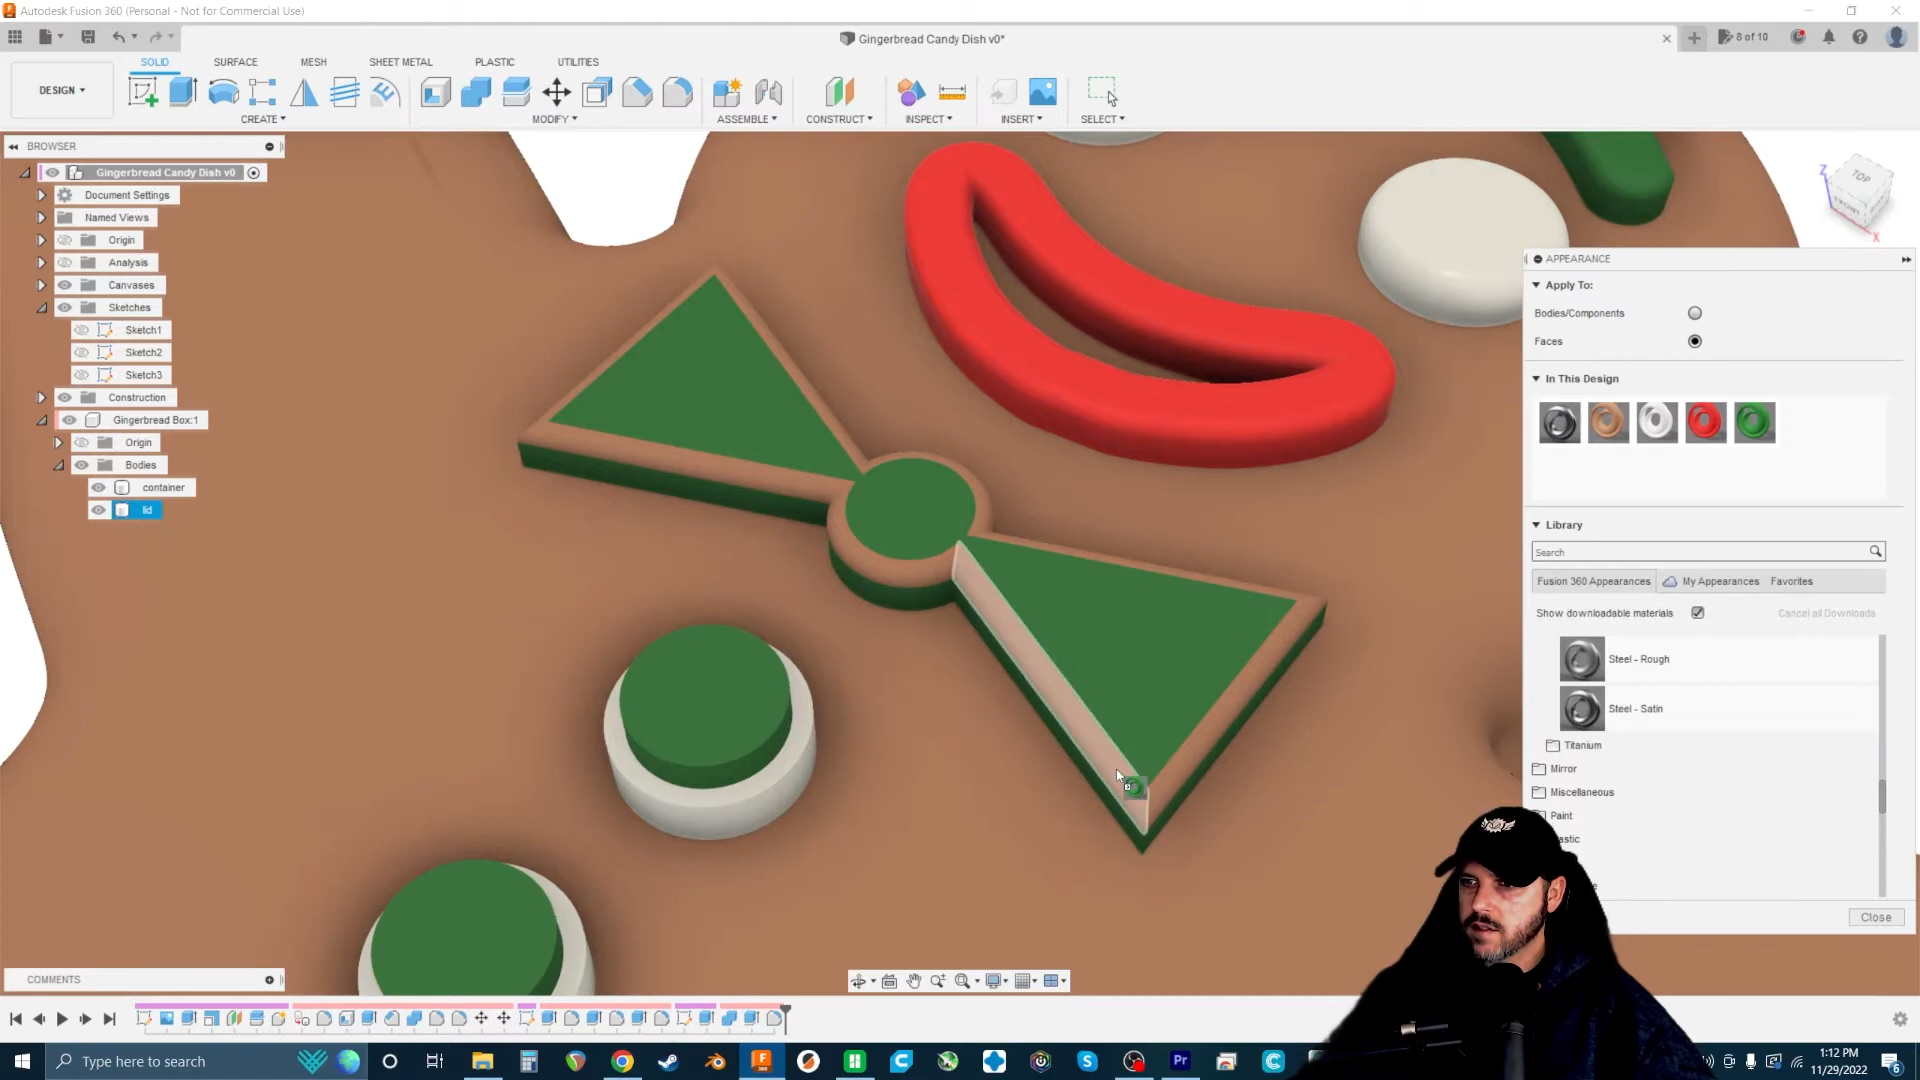 Autodesk Fusion 360 (Personal - Not for Commercial Use)
Gingerbread Candy Dish v0*
8 of 10
DESIGN
SOLID SURFACE MESH SHEET METAL PLASTIC UTILITIES
CREATE MODIFY ASSEMBLE CONSTRUCT INSPECT INSERT SELECT
BROWSER
Gingerbread Candy Dish v0
Document Settings
Named Views
Origin
Analysis
Canvases
Sketches
Sketch1
Sketch2
Sketch3
Construction
Gingerbread Box:1
Origin
Bodies
container
lid
TOP
FRONT
Z
X
APPEARANCE
Apply To:
Bodies/Components
Faces
In This Design
Library
Search
Fusion 360 Appearances My Appearances Favorites
Show downloadable materials Cancel all Downloads
Steel - Rough
Steel - Satin
Titanium
Mirror
Miscellaneous
Paint
Close
COMMENTS
Type here to search
1:12 PM
11/29/2022
6